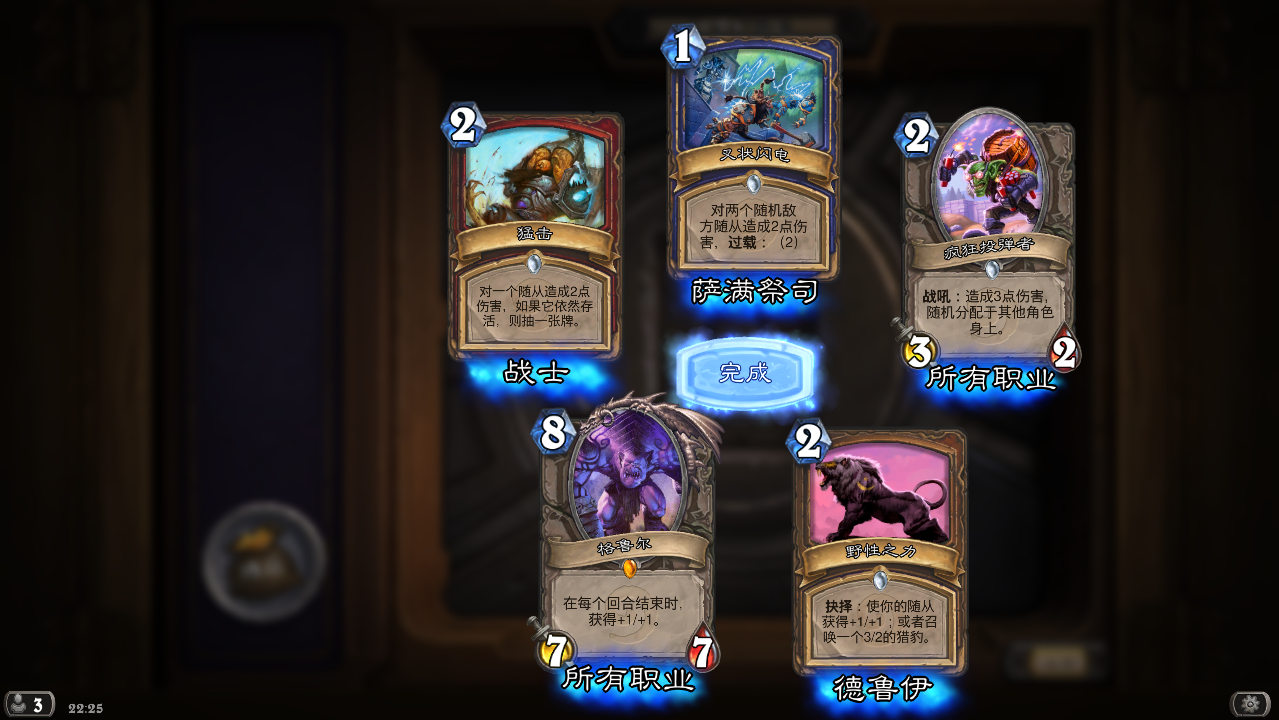 1
叉状闪电
对两个随机敌
方随从造成2点伤
害，过载：（2）
萨满祭司
2
猛击
对一个随从造成2点
伤害，如果它依然存
活，则抽一张牌。
战士
2
疯狂投弹者
战吼：造成3点伤害，
随机分配于其他角色
身上。
3
2
所有职业
完成
8
格鲁尔
在每个回合结束时，
获得+1/+1。
7
7
所有职业
2
野性之力
抉择：使你的随从
获得+1/+1；或者召
唤一个3/2的猎豹。
德鲁伊
3
22:25